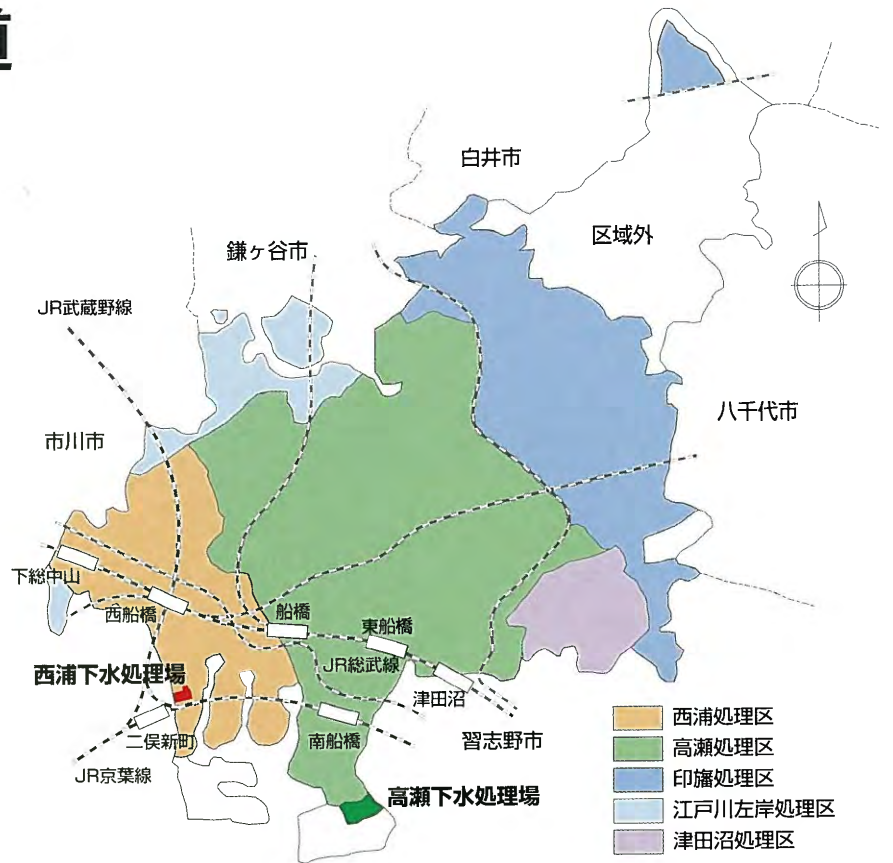 道
白井市
区域外
鎌ヶ谷市
JR武蔵野線
八千代市
市川市
下総中山
西船橋
船橋
東船橋
JR総武線
西浦下水処理場
津田沼
二俣新町
南船橋
習志野市
JR京葉線
高瀬下水処理場
西浦処理区
高瀬処理区
印旛処理区
江戸川左岸処理区
津田沼処理区